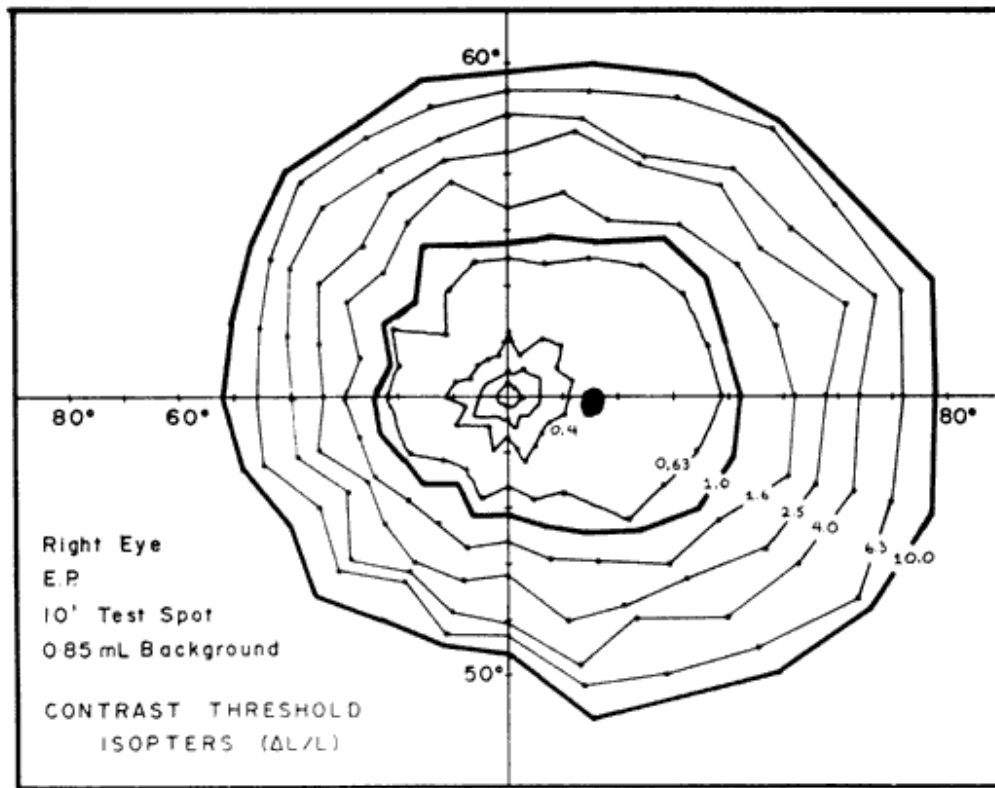 60°
80°
60°
80°
0.4
0.63
1.0
1.6
2.5
4.0
6.3
10.0
50°
Right Eye
E.P.
10' Test Spot
0.85 mL Background
CONTRAST THRESHOLD
ISOPTERS (ΔL/L)